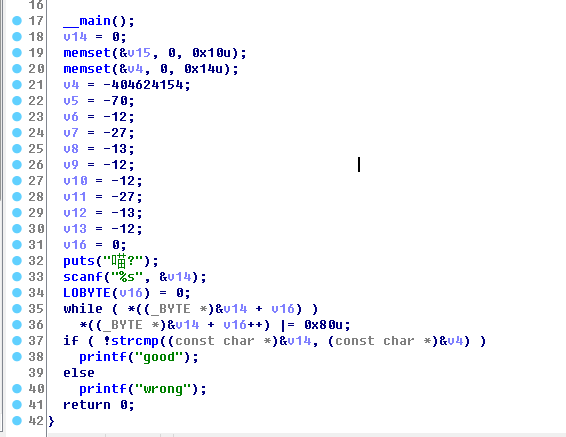 16
17 __main();
18 v14 = 0;
19 memset(&v15, 0, 0x10u);
20 memset(&v4, 0, 0x14u);
21 v4 = -404624154;
22 v5 = -70;
23 v6 = -12;
24 v7 = -27;
25 v8 = -13;
26 v9 = -12;
27 v10 = -12;
28 v11 = -27;
29 v12 = -13;
30 v13 = -12;
31 v16 = 0;
32 puts("喵?");
33 scanf("%s", &v14);
34 LOBYTE(v16) = 0;
35 while ( *((_BYTE *)&v14 + v16) )
36 *((_BYTE *)&v14 + v16++) |= 0x80u;
37 if ( !strcmp((const char *)&v14, (const char *)&v4) )
38 printf("good");
39 else
40 printf("wrong");
41 return 0;
42 }